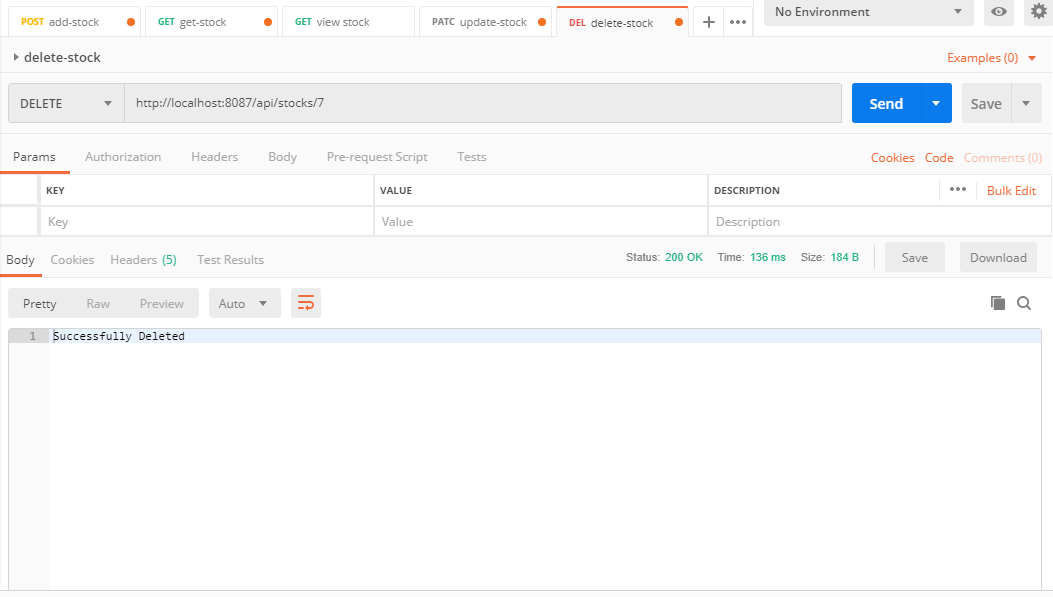 POST add-stock GET get-stock GET view stock PATC update-stock DEL delete-stock No Environment
delete-stock Examples (0)
DELETE http://localhost:8087/api/stocks/7 Send Save
Params Authorization Headers Body Pre-request Script Tests Cookies Code Comments (0)
KEY VALUE DESCRIPTION Bulk Edit
Key Value Description
Body Cookies Headers (5) Test Results Status: 200 OK Time: 136 ms Size: 184 B Save Download
Pretty Raw Preview Auto
1 Successfully Deleted